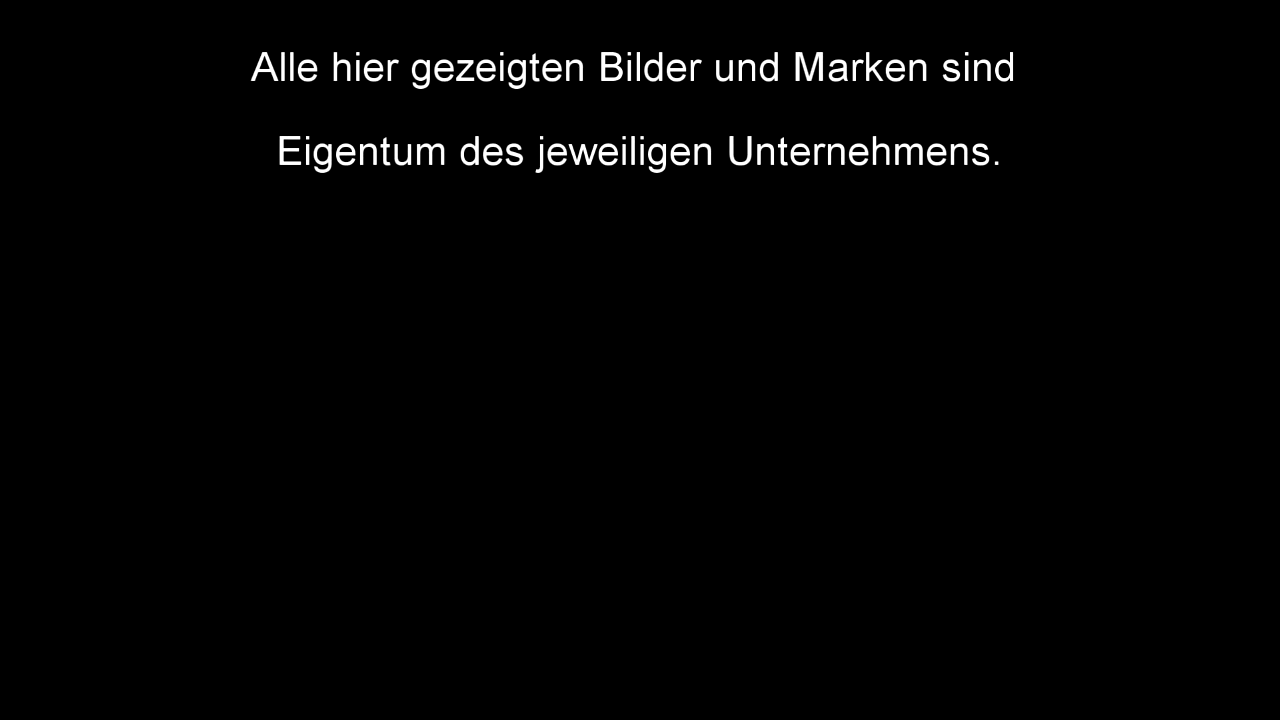 Alle hier gezeigten Bilder und Marken sind
Eigentum des jeweiligen Unternehmens.